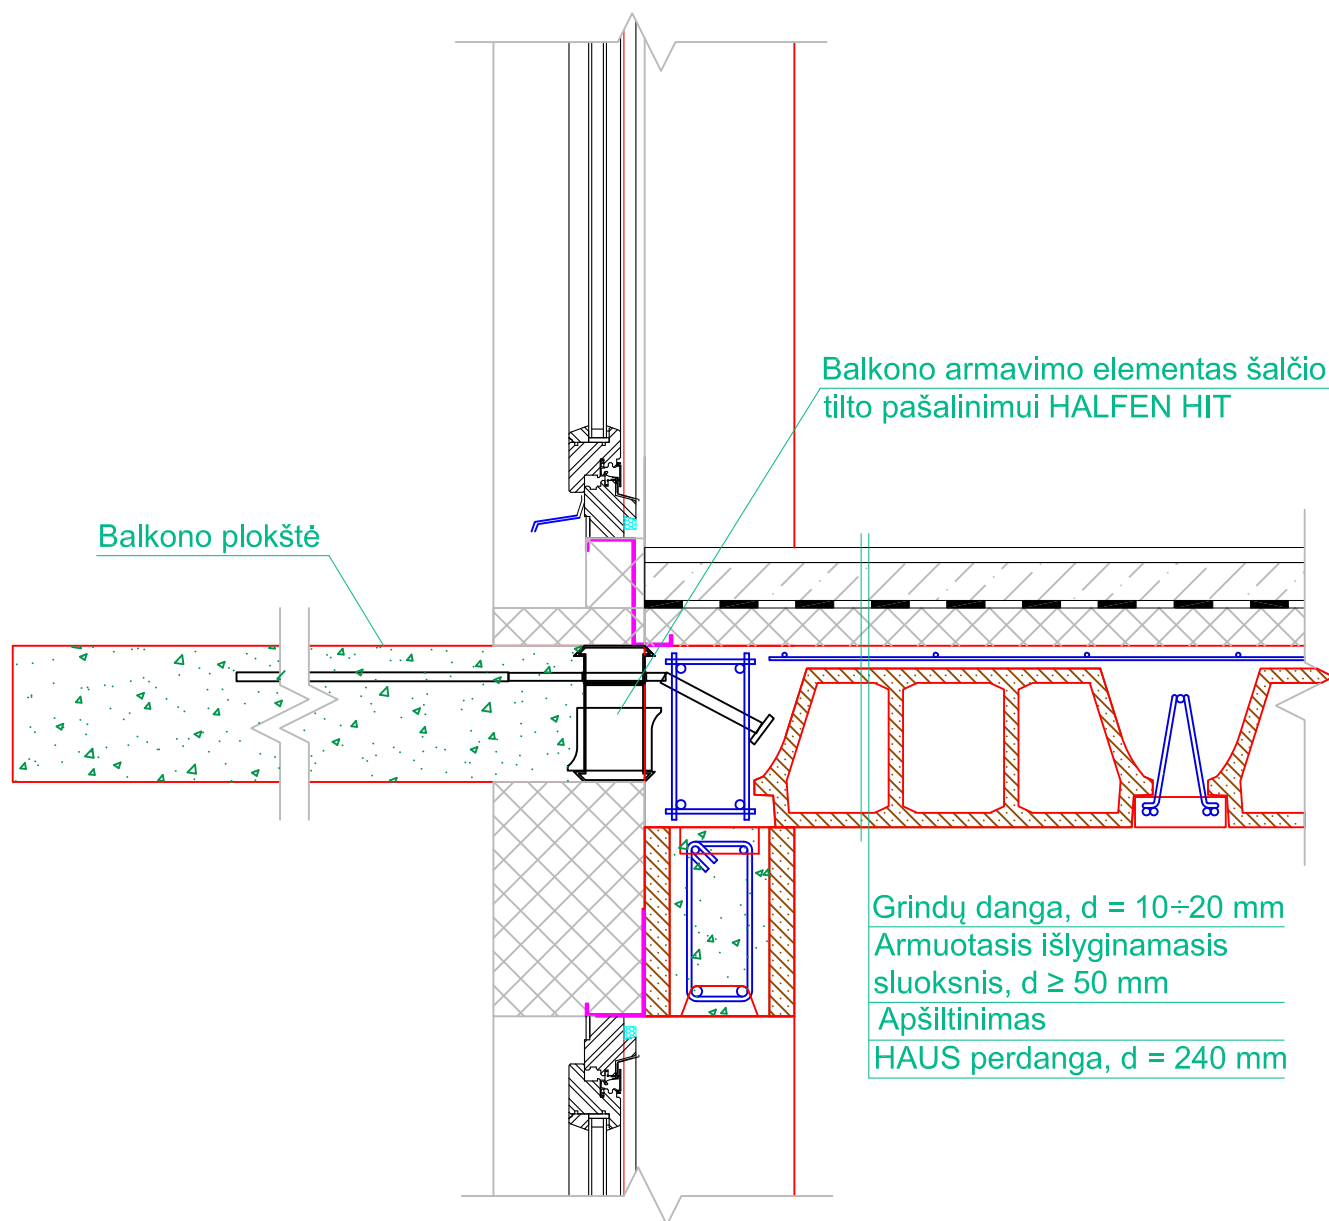 Balkono armavimo elementas šalčio
tilto pašalinimui HALFEN HIT
Balkono plokštė
Grindų danga, d = 10÷20 mm
Armuotasis išlyginamasis
sluoksnis, d ≥ 50 mm
Apšiltinimas
HAUS perdanga, d = 240 mm